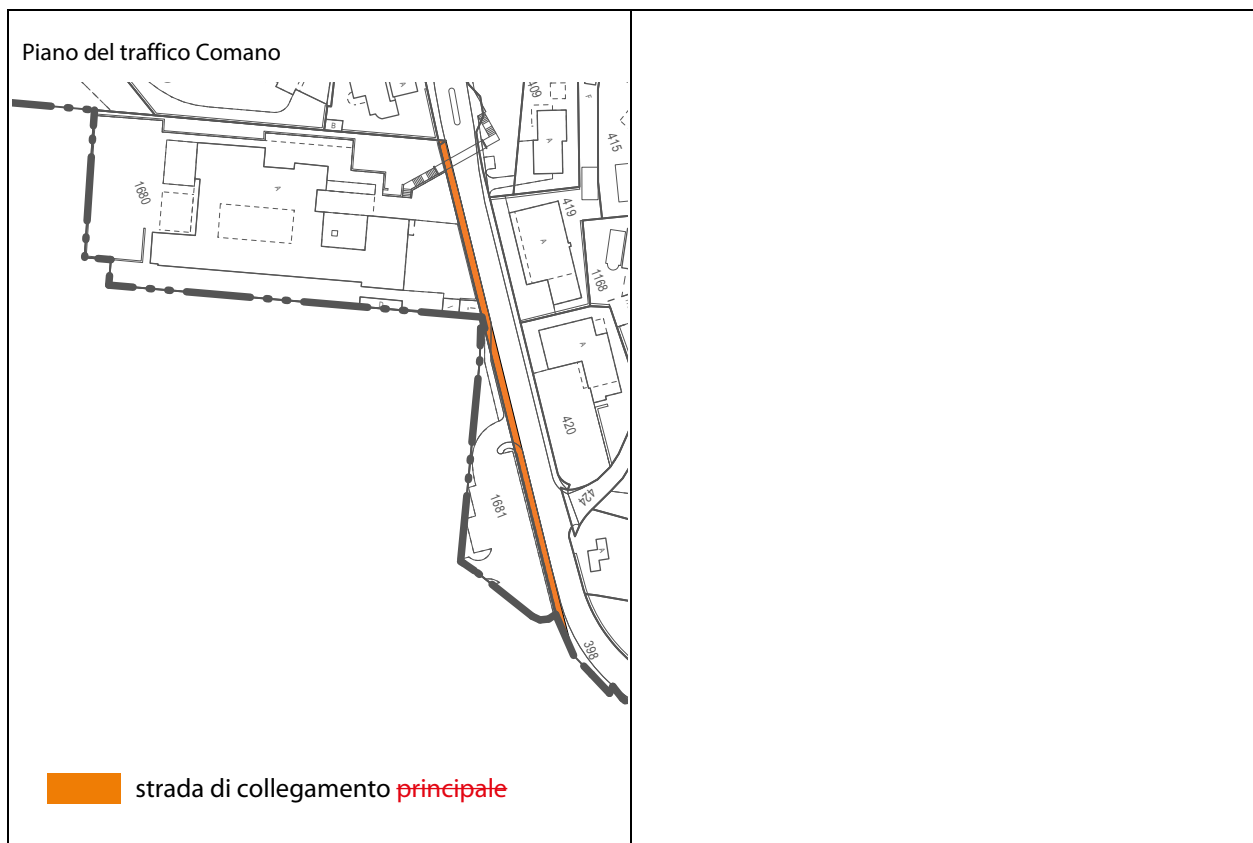 Piano del traffico Comano
409
A
F
B
415
1680
A
419
A
1168
A
420
1681
424
A
398
strada di collegamento principale